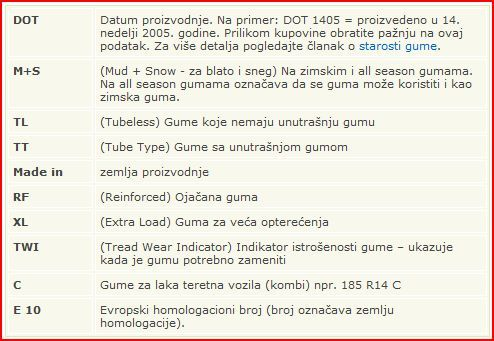 DOT Datum proizvodnje. Na primer: DOT 1405 = proizvedeno u 14.
nedelji 2005. godine. Prilikom kupovine obratite pažnju na ovaj
podatak. Za više detalja pogledajte članak o starosti gume.
M+S (Mud + Snow - za blato i sneg) Na zimskim i all season gumama.
Na all season gumama označava da se guma može koristiti i kao
zimska guma.
TL (Tubeless) Gume koje nemaju unutrašnju gumu
TT (Tube Type) Gume sa unutrašnjom gumom
Made in zemlja proizvodnje
RF (Reinforced) Ojačana guma
XL (Extra Load) Guma za veća opterećenja
TWI (Tread Wear Indicator) Indikator istrošenosti gume – ukazuje
kada je gumu potrebno zameniti
C Gume za laka teretna vozila (kombi) npr. 185 R14 C
E 10 Evropski homologacioni broj (broj označava zemlju
homologacije).